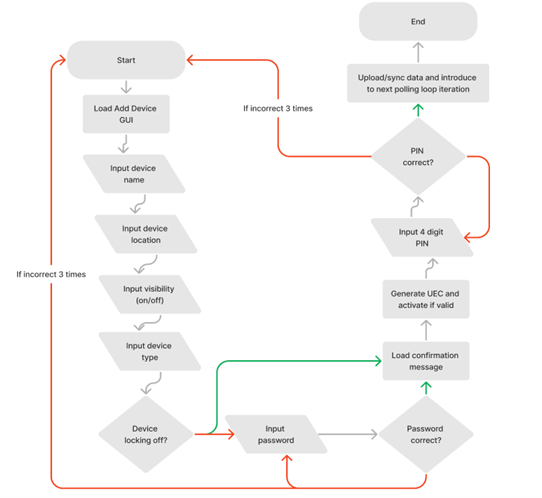 Start
Load Add Device
GUI
Input device
name
Input device
location
Input visibility
(on/off)
Input device
type
Device
locking off?
Input
password
Password
correct?
Load confirmation
message
Generate UEC and
activate if valid
Input 4 digit
PIN
PIN
correct?
Upload/sync data and introduce
to next polling loop iteration
End
If incorrect 3 times
If incorrect 3 times